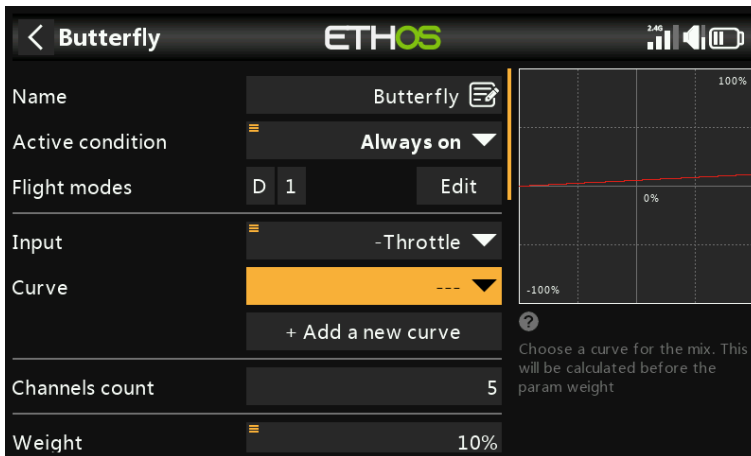 Butterfly
ETHOS
2.4G
Name
Butterfly
Active condition
Always on
Flight modes
D 1 Edit
Input
-Throttle
Curve
---
+ Add a new curve
Channels count
5
Weight
10%
100%
0%
-100%
?
Choose a curve for the mix. This
will be calculated before the
param weight